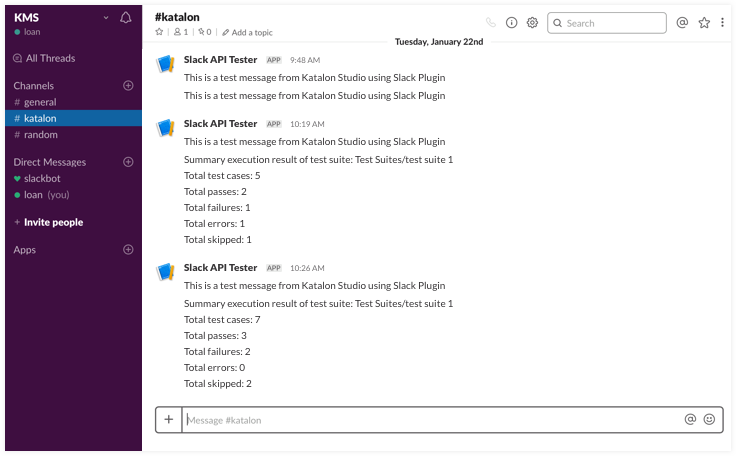 KMS
loan
All Threads
Channels
# general
# katalon
# random
Direct Messages
slackbot
loan (you)
+ Invite people
Apps
#katalon
1
0
Add a topic
Search
Tuesday, January 22nd
Slack API Tester APP 9:48 AM
This is a test message from Katalon Studio using Slack Plugin
This is a test message from Katalon Studio using Slack Plugin
Slack API Tester APP 10:19 AM
This is a test message from Katalon Studio using Slack Plugin
Summary execution result of test suite: Test Suites/test suite 1
Total test cases: 5
Total passes: 2
Total failures: 1
Total errors: 1
Total skipped: 1
Slack API Tester APP 10:26 AM
This is a test message from Katalon Studio using Slack Plugin
Summary execution result of test suite: Test Suites/test suite 1
Total test cases: 7
Total passes: 3
Total failures: 2
Total errors: 0
Total skipped: 2
Message #katalon